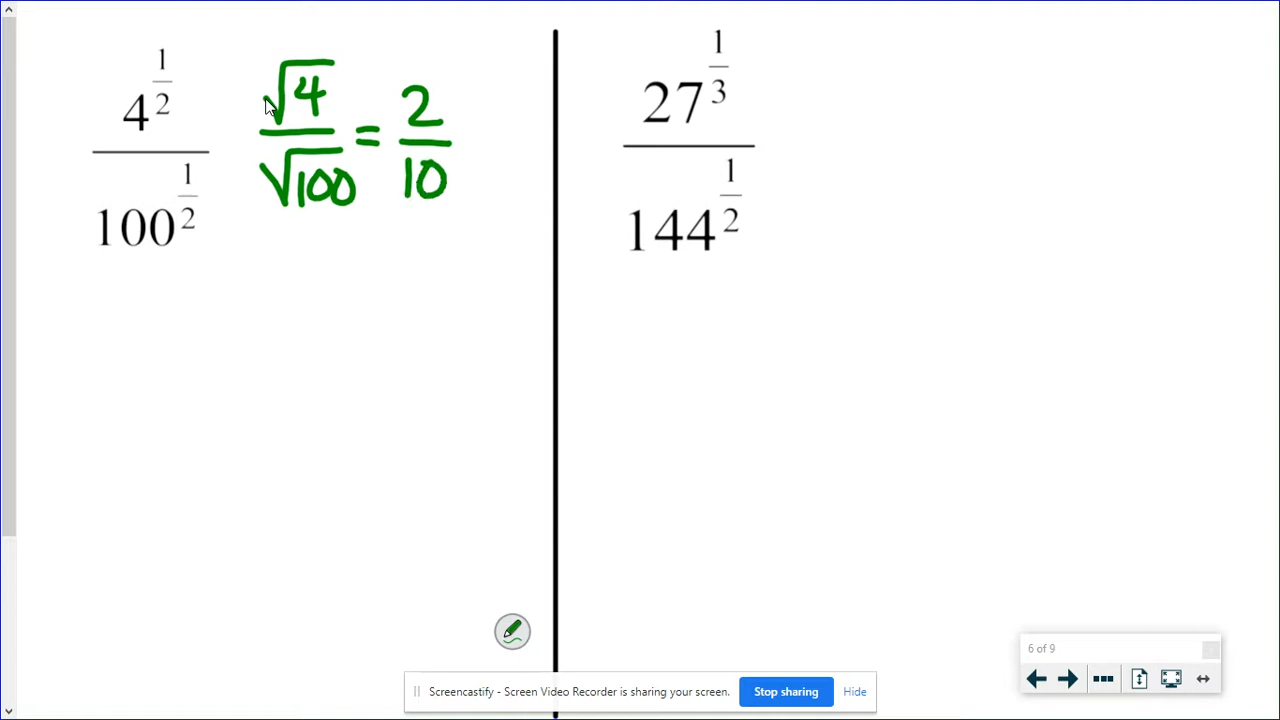 4^(1/2) / 100^(1/2)
√4 / √100 = 2 / 10
27^(1/3) / 144^(1/2)
6 of 9
Screencastify - Screen Video Recorder is sharing your screen. Stop sharing Hide